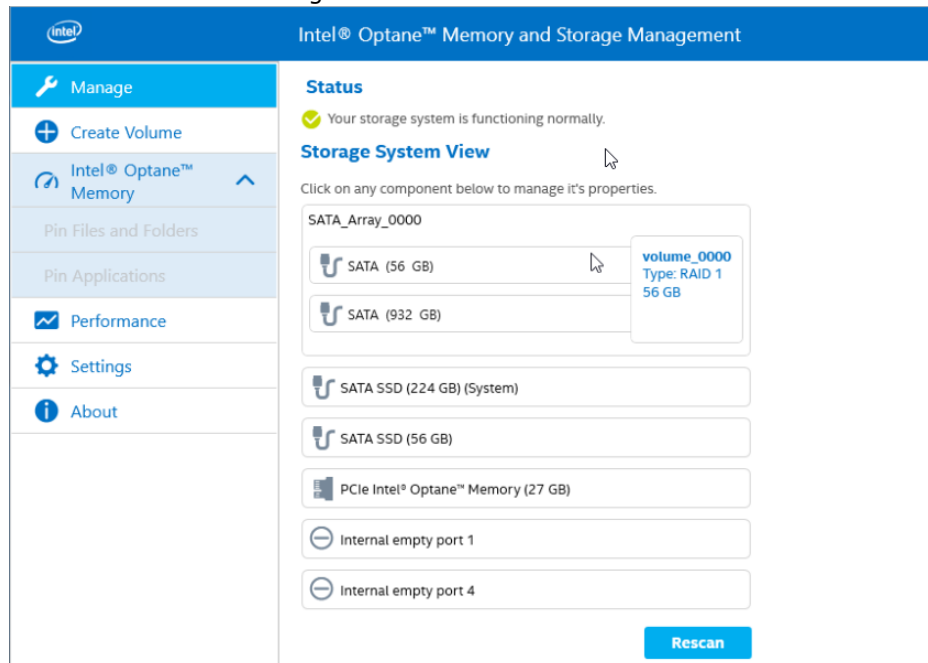 intel
Intel® Optane™ Memory and Storage Management
Manage
Create Volume
Intel® Optane™
Memory
Pin Files and Folders
Pin Applications
Performance
Settings
About
Status
Your storage system is functioning normally.
Storage System View
Click on any component below to manage it's properties.
SATA_Array_0000
SATA (56 GB)
SATA (932 GB)
volume_0000
Type: RAID 1
56 GB
SATA SSD (224 GB) (System)
SATA SSD (56 GB)
PCIe Intel® Optane™ Memory (27 GB)
Internal empty port 1
Internal empty port 4
Rescan